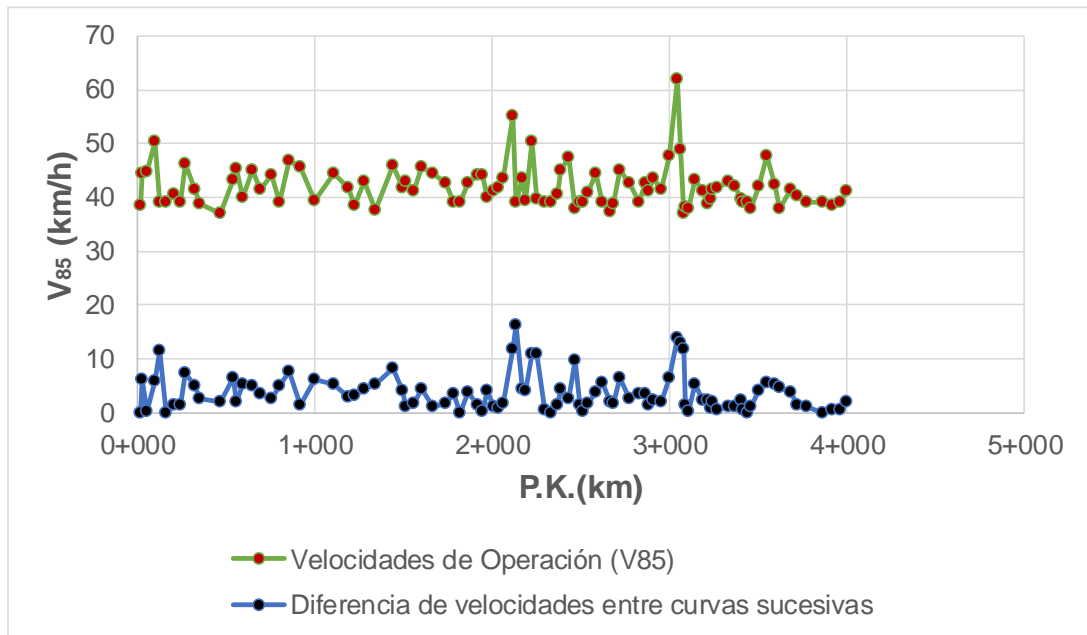 70
60
50
40
30
20
10
0
V85 (km/h)
0+000 1+000 2+000 3+000 4+000 5+000
P.K.(km)
Velocidades de Operación (V85)
Diferencia de velocidades entre curvas sucesivas